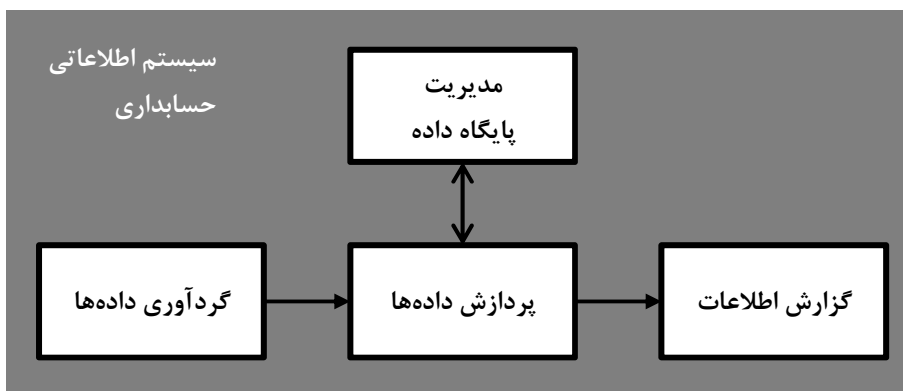 سیستم اطلاعاتی
حسابداری
مدیریت
پایگاه داده
گردآوری داده‌ها
پردازش داده‌ها
گزارش اطلاعات